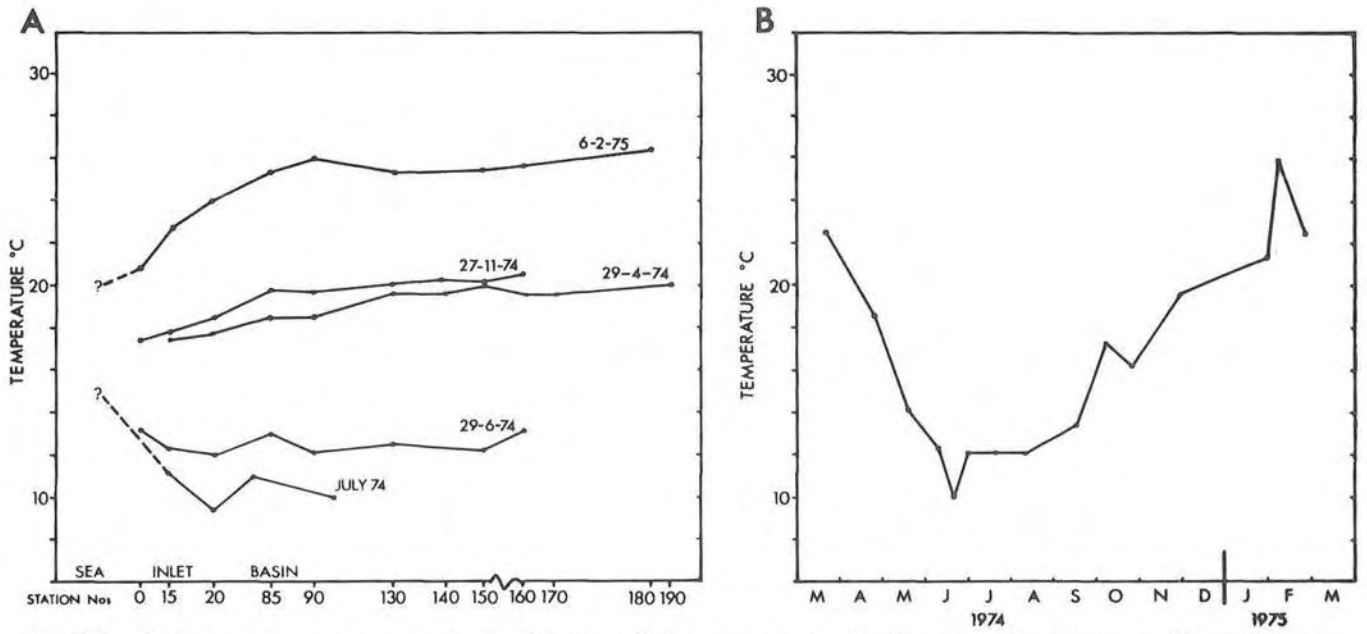 A
TEMPERATURE °C
30
20
10
6-2-75
27-11-74
29-4-74
29-6-74
JULY 74
?
?
SEA INLET BASIN
STATION Nos 0 15 20 85 90 130 140 150 160 170 180 190
B
TEMPERATURE °C
30
20
10
M A M J J A S O N D J F M
1974 1975